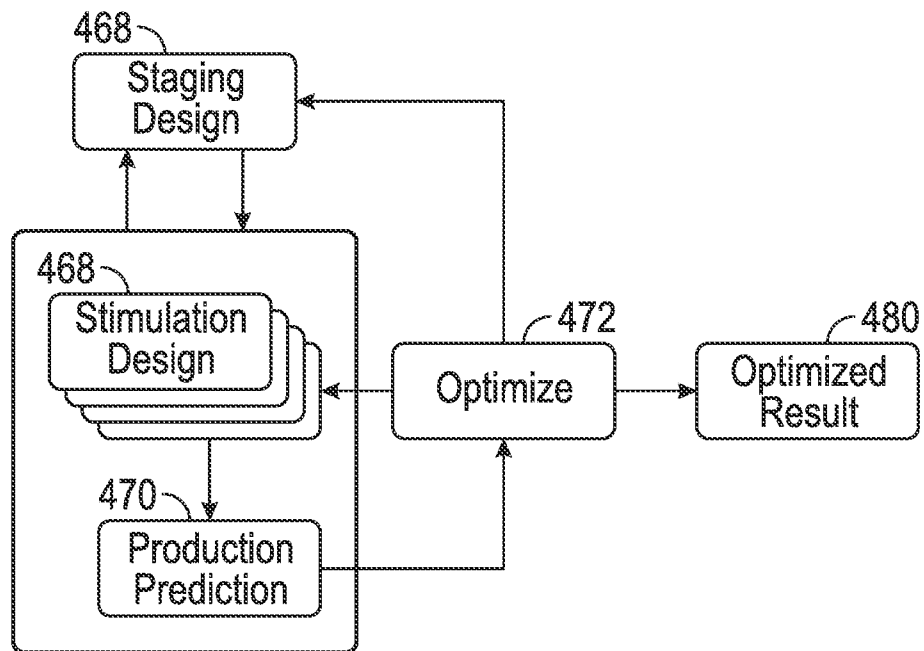 468
Staging
Design
468
Stimulation
Design
472
Optimize
480
Optimized
Result
470
Production
Prediction